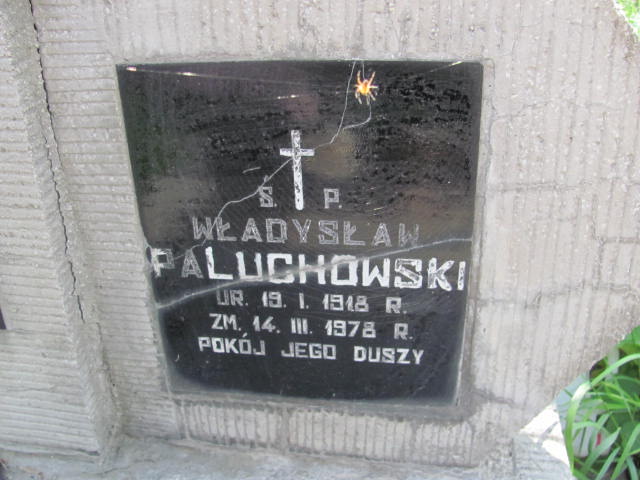 Ś. P.
WŁADYSŁAW
PALUCHOWSKI
UR. 19. I. 1918 R.
ZM. 14. III. 1978 R.
POKÓJ JEGO DUSZY